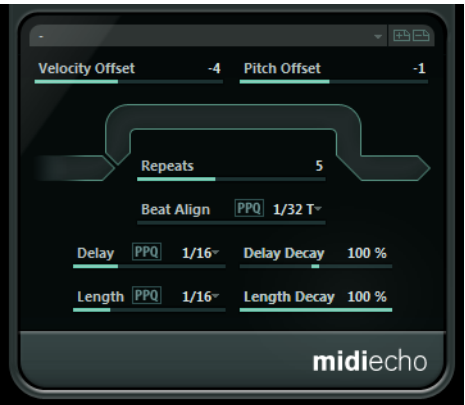 -
Velocity Offset -4 Pitch Offset -1
Repeats 5
Beat Align PPQ 1/32 T
Delay PPQ 1/16 Delay Decay 100 %
Length PPQ 1/16 Length Decay 100 %
midiecho